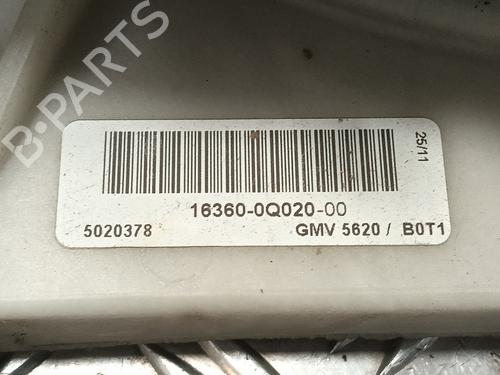 B-PARTS
25/11
16360-0Q020-00
5020378 GMV 5620 / B0T1